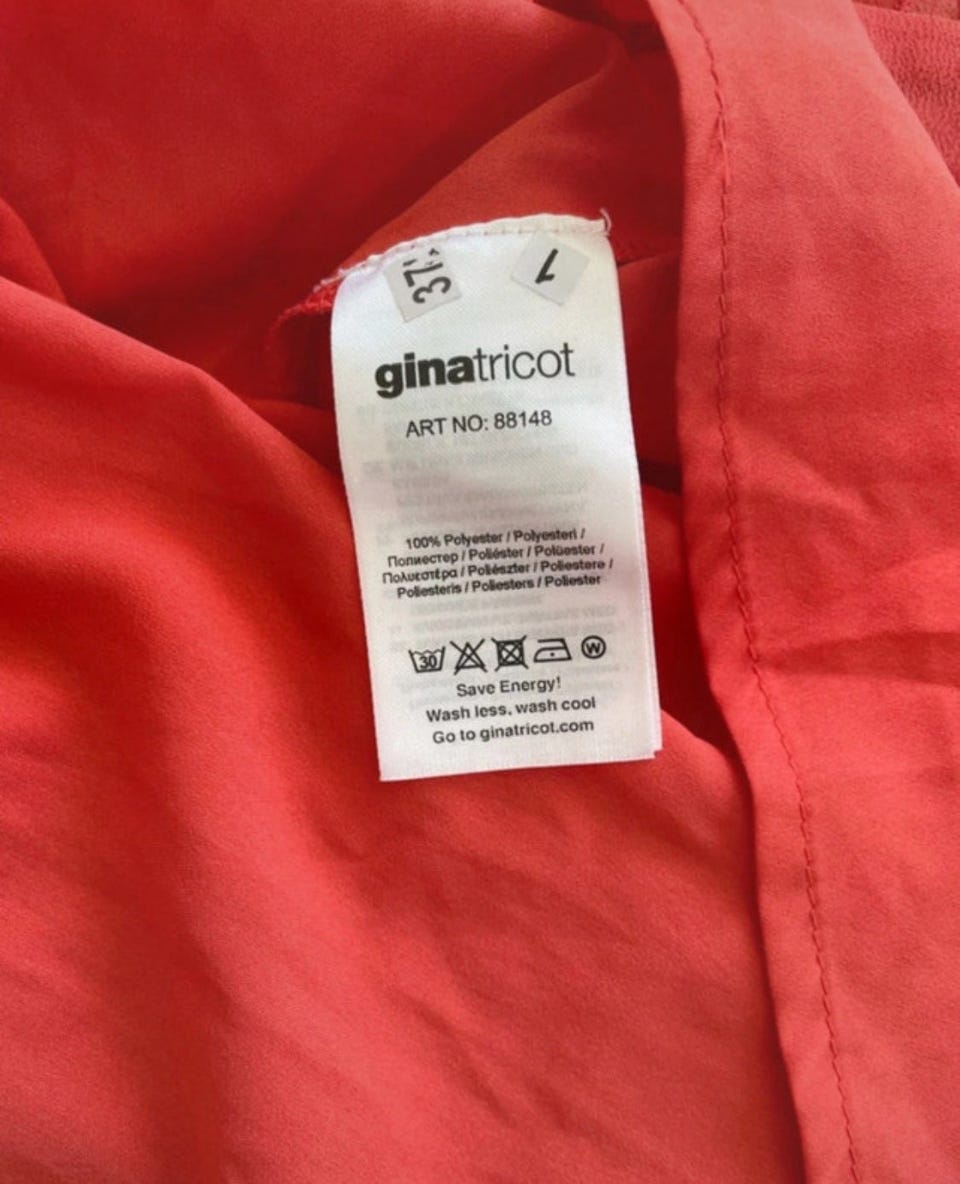 37
1
ginatricot
ART NO: 88148
100% Polyester / Polyesteri /
Полиестер / Poliéster / Polüester /
Πολυεστέρα / Poliészter / Poliestere /
Poliesteris / Poliesters / Poliester
30 W
Save Energy!
Wash less, wash cool
Go to ginatricot.com